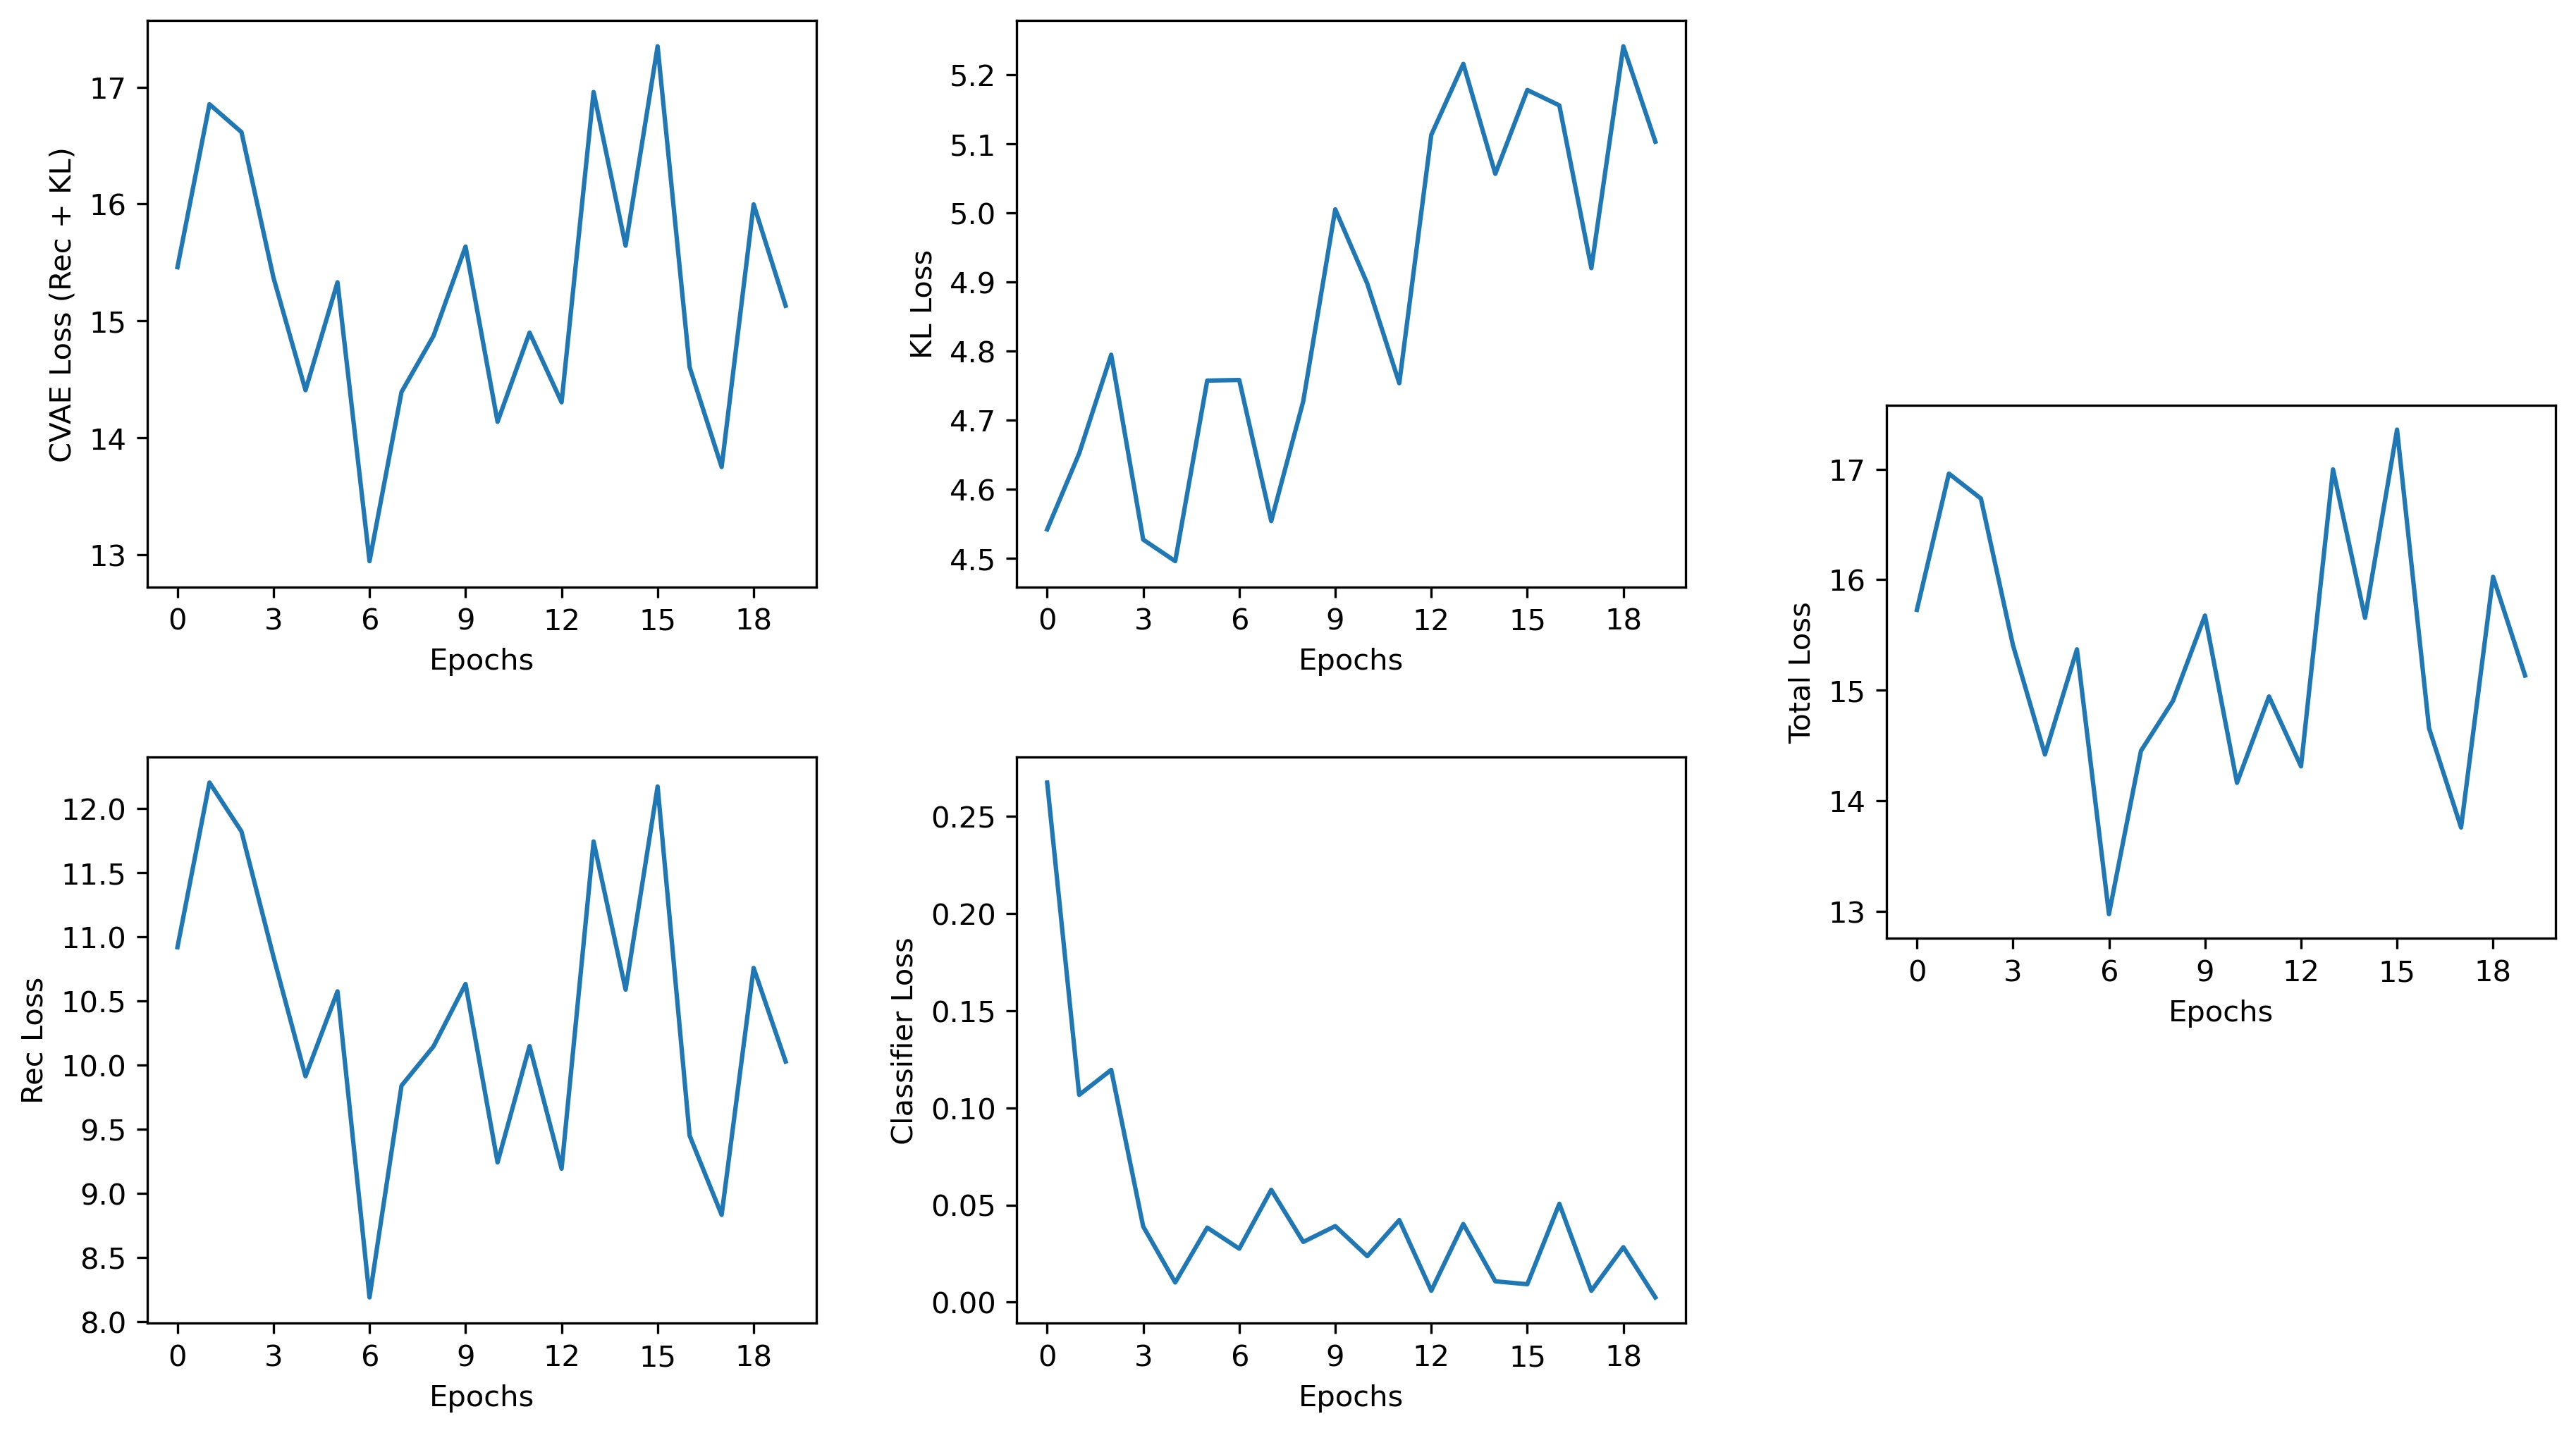 CVAE Loss (Rec + KL)
17
16
15
14
13
0 3 6 9 12 15 18
Epochs
KL Loss
5.2
5.1
5.0
4.9
4.8
4.7
4.6
4.5
0 3 6 9 12 15 18
Epochs
Rec Loss
12.0
11.5
11.0
10.5
10.0
9.5
9.0
8.5
8.0
0 3 6 9 12 15 18
Epochs
Classifier Loss
0.25
0.20
0.15
0.10
0.05
0.00
0 3 6 9 12 15 18
Epochs
Total Loss
17
16
15
14
13
0 3 6 9 12 15 18
Epochs